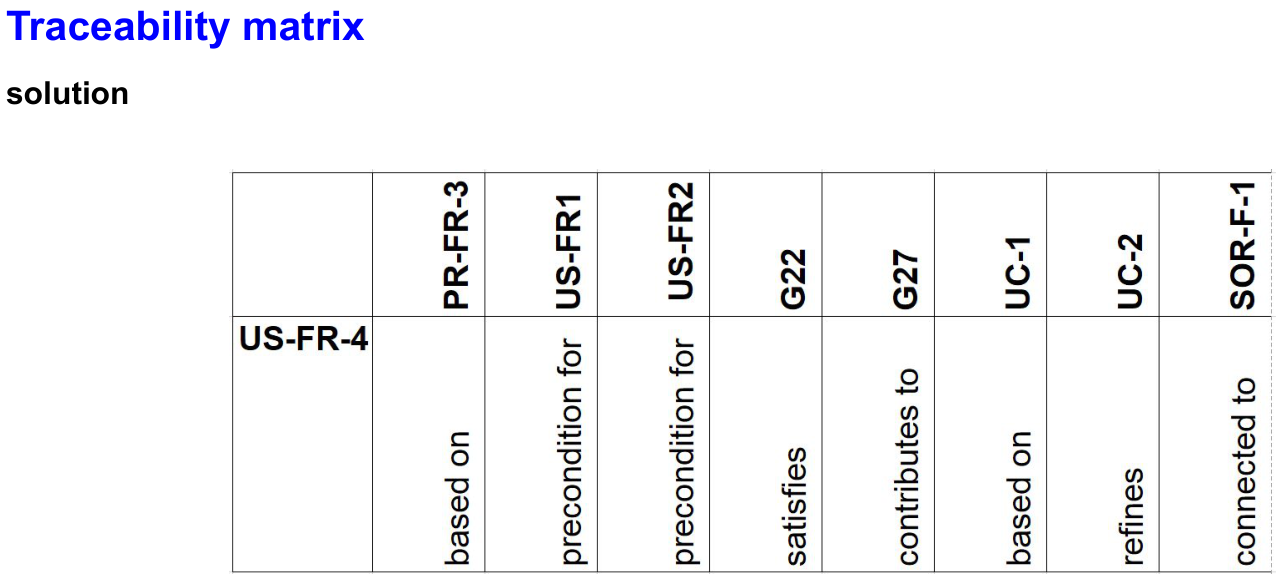 Traceability matrix
solution
PR-FR-3
US-FR1
US-FR2
G22
G27
UC-1
UC-2
SOR-F-1
US-FR-4
based on
precondition for
precondition for
satisfies
contributes to
based on
refines
connected to